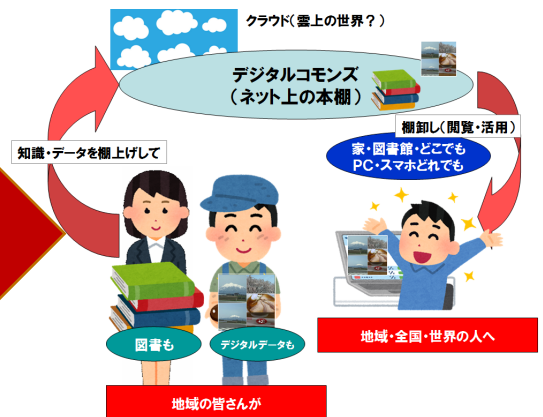 クラウド(雲上の世界?)
デジタルコモンズ
(ネット上の本棚)
棚卸し(閲覧・活用)
知識・データを棚上げして
家・図書館・どこでも
PC・スマホどれでも
図書も
デジタルデータも
地域・全国・世界の人へ
地域の皆さんが